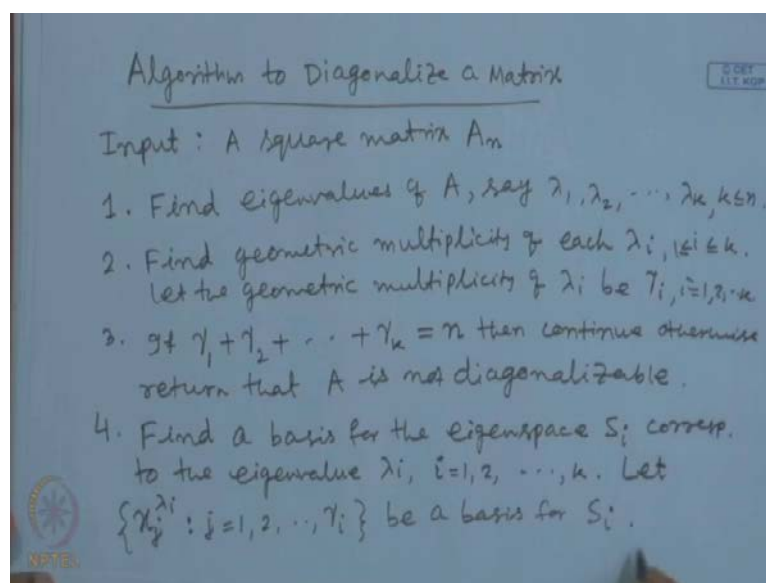 Algorithm to Diagonalize a Matrix
© CET
I.I.T. KGP
Input : A square matrix Aₙ
1. Find eigenvalues of A, say λ₁, λ₂, ..., λₖ, k≤n.
2. Find geometric multiplicity of each λᵢ, 1≤i≤k.
Let the geometric multiplicity of λᵢ be γᵢ, i=1,2,..k
3. If γ₁+γ₂+ ... +γₖ = n then continue otherwise
return that A is not diagonalizable.
4. Find a basis for the eigenspace Sᵢ corresp.
to the eigenvalue λᵢ, i=1,2, ..., k. Let
{xⱼ^λᵢ : j=1,2,..,γᵢ} be a basis for Sᵢ.
NPTEL